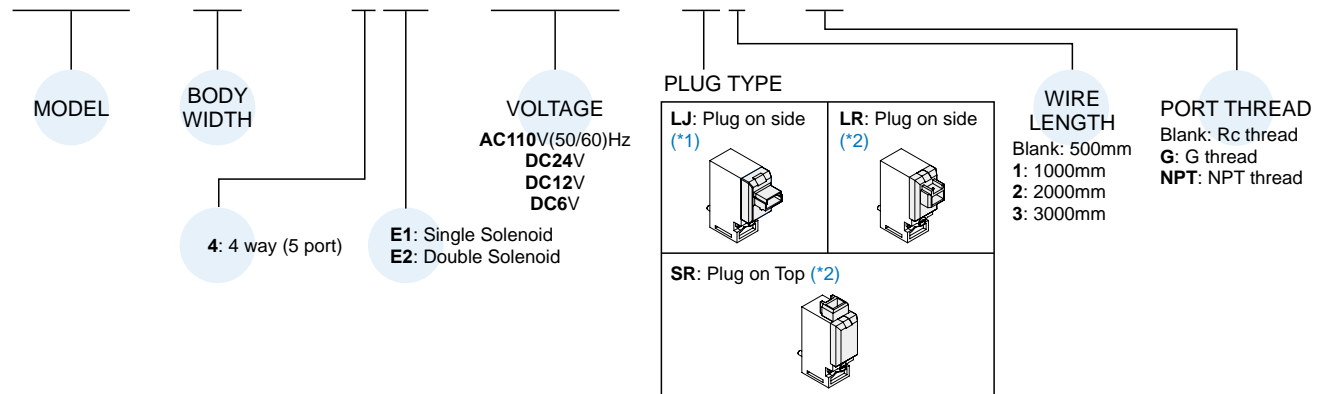 MODEL
BODY
WIDTH
4: 4 way (5 port)
E1: Single Solenoid
E2: Double Solenoid
VOLTAGE
AC110V(50/60)Hz
DC24V
DC12V
DC6V
PLUG TYPE
LJ: Plug on side
(*1)
LR: Plug on side
(*2)
SR: Plug on Top (*2)
WIRE
LENGTH
Blank: 500mm
1: 1000mm
2: 2000mm
3: 3000mm
PORT THREAD
Blank: Rc thread
G: G thread
NPT: NPT thread